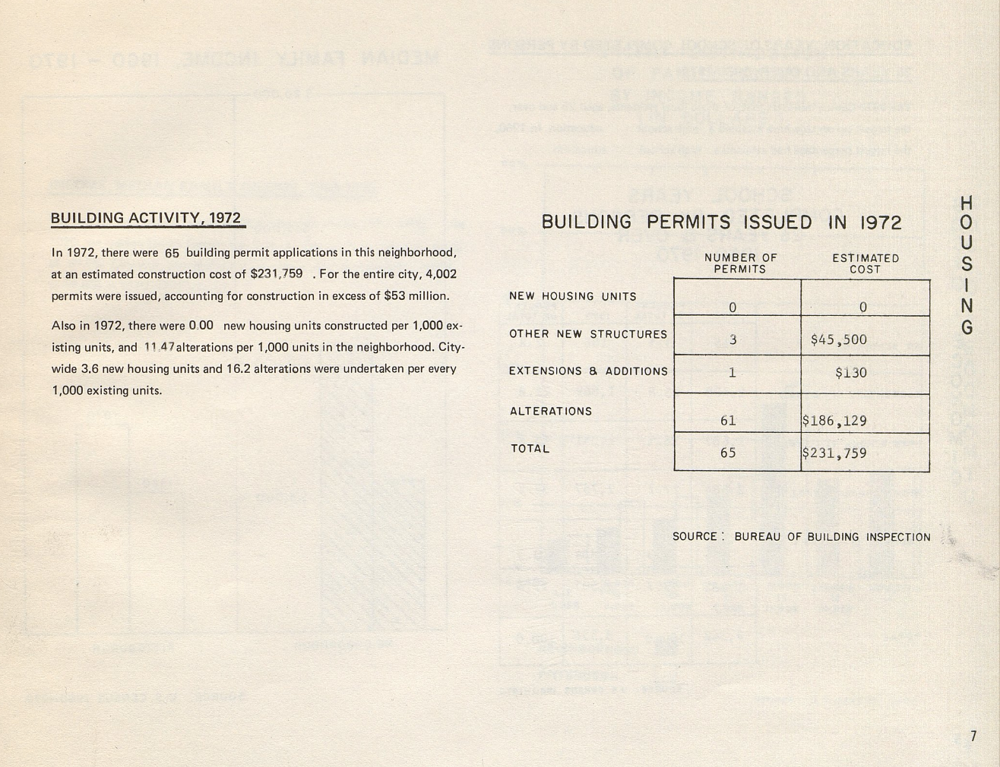 BUILDING ACTIVITY, 1972
In 1972, there were 65 building permit applications in this neighborhood,
at an estimated construction cost of $231,759 . For the entire city, 4,002
permits were issued, accounting for construction in excess of $53 million.
Also in 1972, there were 0.00 new housing units constructed per 1,000 ex-
isting units, and 11.47 alterations per 1,000 units in the neighborhood. City-
wide 3.6 new housing units and 16.2 alterations were undertaken per every
1,000 existing units.
BUILDING PERMITS ISSUED IN 1972
NUMBER OF PERMITS ESTIMATED COST
NEW HOUSING UNITS 0 0
OTHER NEW STRUCTURES 3 $45,500
EXTENSIONS & ADDITIONS 1 $130
ALTERATIONS 61 $186,129
TOTAL 65 $231,759
SOURCE: BUREAU OF BUILDING INSPECTION
HOUSING
7